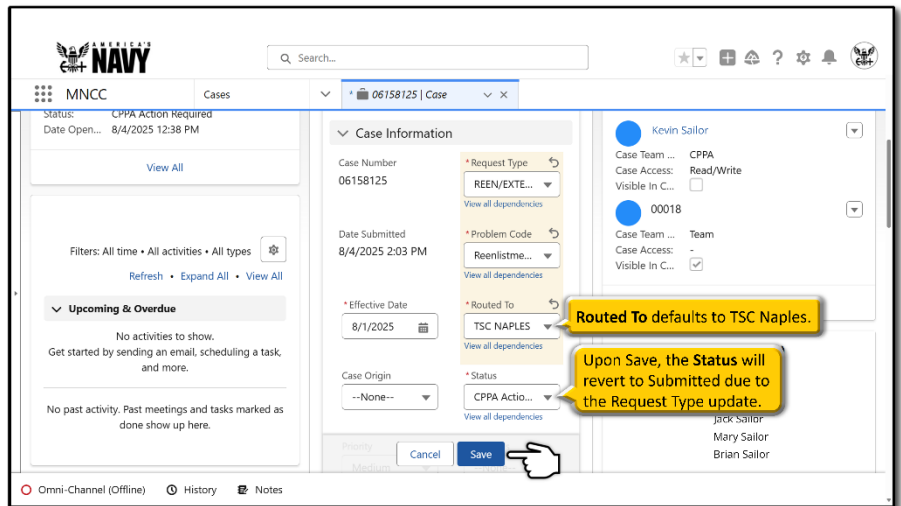 AMERICA'S
NAVY
Search...
MNCC
Cases
* 06158125 | Case
Status: CPPA Action Required
Date Open... 8/4/2025 12:38 PM
View All
Filters: All time • All activities • All types
Refresh • Expand All • View All
Upcoming & Overdue
No activities to show.
Get started by sending an email, scheduling a task,
and more.
No past activity. Past meetings and tasks marked as
done show up here.
Case Information
Case Number
06158125
*Request Type
REEN/EXTE...
View all dependencies
Date Submitted
8/4/2025 2:03 PM
*Problem Code
Reenlistme...
View all dependencies
*Effective Date
8/1/2025
*Routed To
TSC NAPLES
View all dependencies
Case Origin
--None--
*Status
CPPA Actio...
View all dependencies
Priority
Medium
Cancel
Save
Kevin Sailor
Case Team ... CPPA
Case Access: Read/Write
Visible In C...
00018
Case Team ... Team
Case Access: -
Visible In C...
Routed To defaults to TSC Naples.
Upon Save, the Status will
revert to Submitted due to
the Request Type update.
Jack Sailor
Mary Sailor
Brian Sailor
Omni-Channel (Offline)
History
Notes